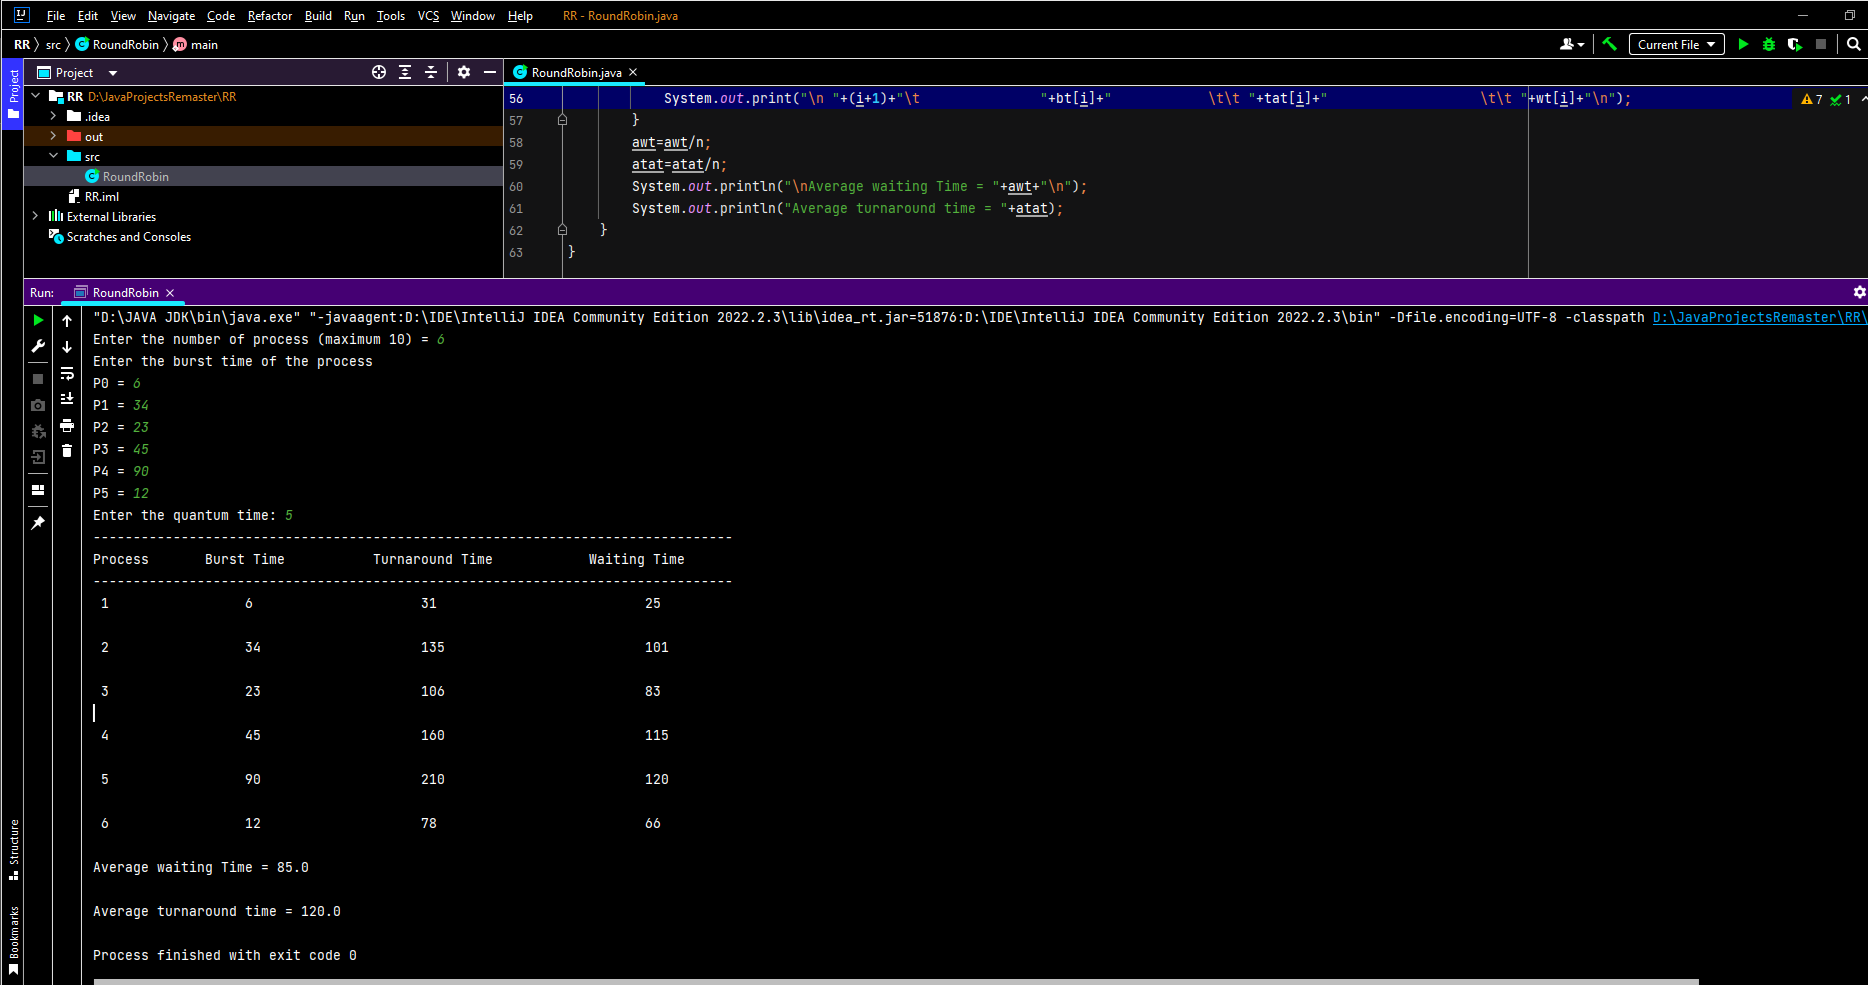 File Edit View Navigate Code Refactor Build Run Tools VCS Window Help RR - RoundRobin.java
RR src RoundRobin main
Current File
Project
RoundRobin.java
Project
RR D:\JavaProjectsRemaster\RR
.idea
out
src
RoundRobin
RR.iml
External Libraries
Scratches and Consoles
56 System.out.print("\n "+(i+1)+"\t "+bt[i]+" \t\t "+tat[i]+" \t\t "+wt[i]+"\n");
7 1
57 }
58 awt=awt/n;
59 atat=atat/n;
60 System.out.println("\nAverage waiting Time = "+awt+"\n");
61 System.out.println("Average turnaround time = "+atat);
62 }
63 }
Run: RoundRobin
"D:\JAVA JDK\bin\java.exe" "-javaagent:D:\IDE\IntelliJ IDEA Community Edition 2022.2.3\lib\idea_rt.jar=51876:D:\IDE\IntelliJ IDEA Community Edition 2022.2.3\bin" -Dfile.encoding=UTF-8 -classpath D:\JavaProjectsRemaster\RR\
Enter the number of process (maximum 10) = 6
Enter the burst time of the process
P0 = 6
P1 = 34
P2 = 23
P3 = 45
P4 = 90
P5 = 12
Enter the quantum time: 5
--------------------------------------------------------------------------------
Process Burst Time Turnaround Time Waiting Time
--------------------------------------------------------------------------------
1 6 31 25
2 34 135 101
3 23 106 83
4 45 160 115
5 90 210 120
6 12 78 66
Average waiting Time = 85.0
Average turnaround time = 120.0
Process finished with exit code 0
Structure
Bookmarks